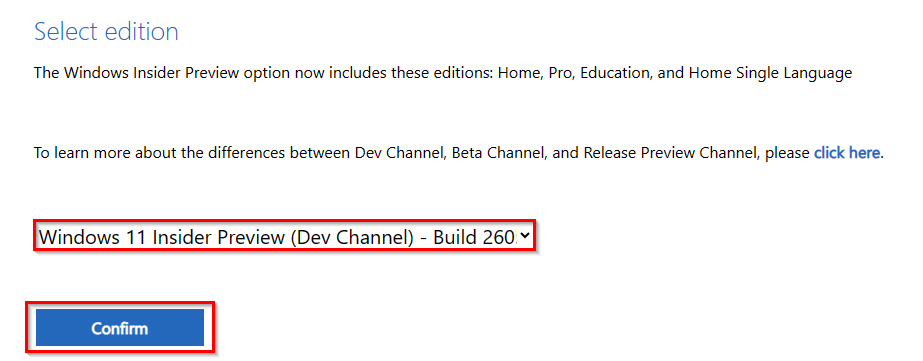 Select edition
The Windows Insider Preview option now includes these editions: Home, Pro, Education, and Home Single Language
To learn more about the differences between Dev Channel, Beta Channel, and Release Preview Channel, please click here.
Windows 11 Insider Preview (Dev Channel) - Build 260
Confirm